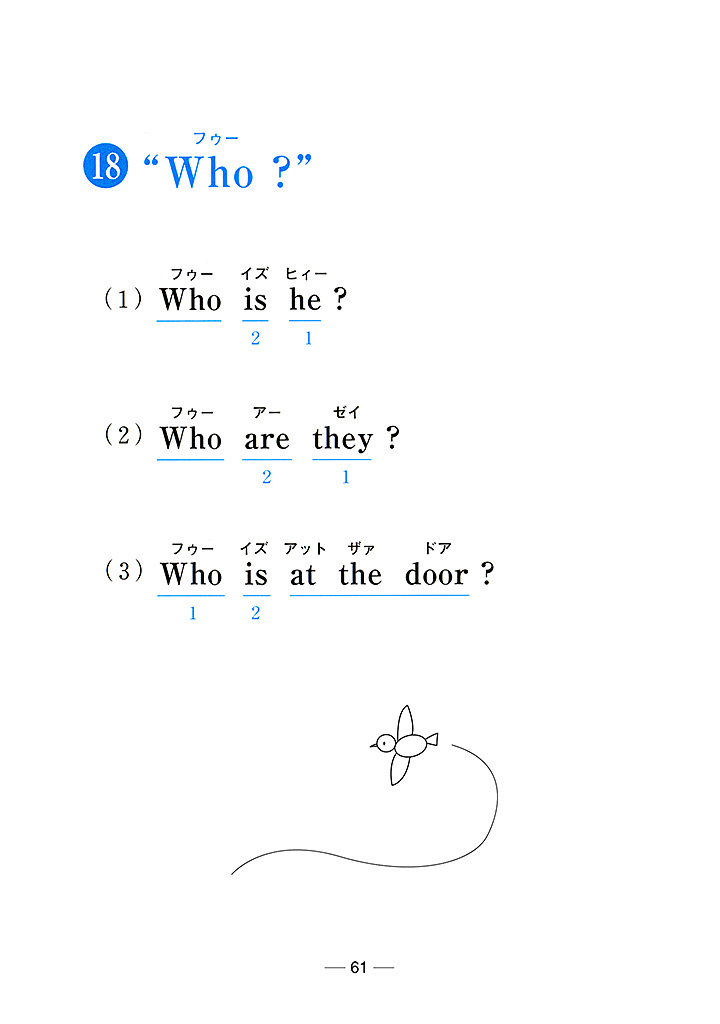 フゥー
18 “Who ?”
フゥー イズ ヒィー
(1) Who is he ?
2 1
フゥー アー ゼイ
(2) Who are they ?
2 1
フゥー イズ アット ザァ ドア
(3) Who is at the door ?
1 2
— 61 —